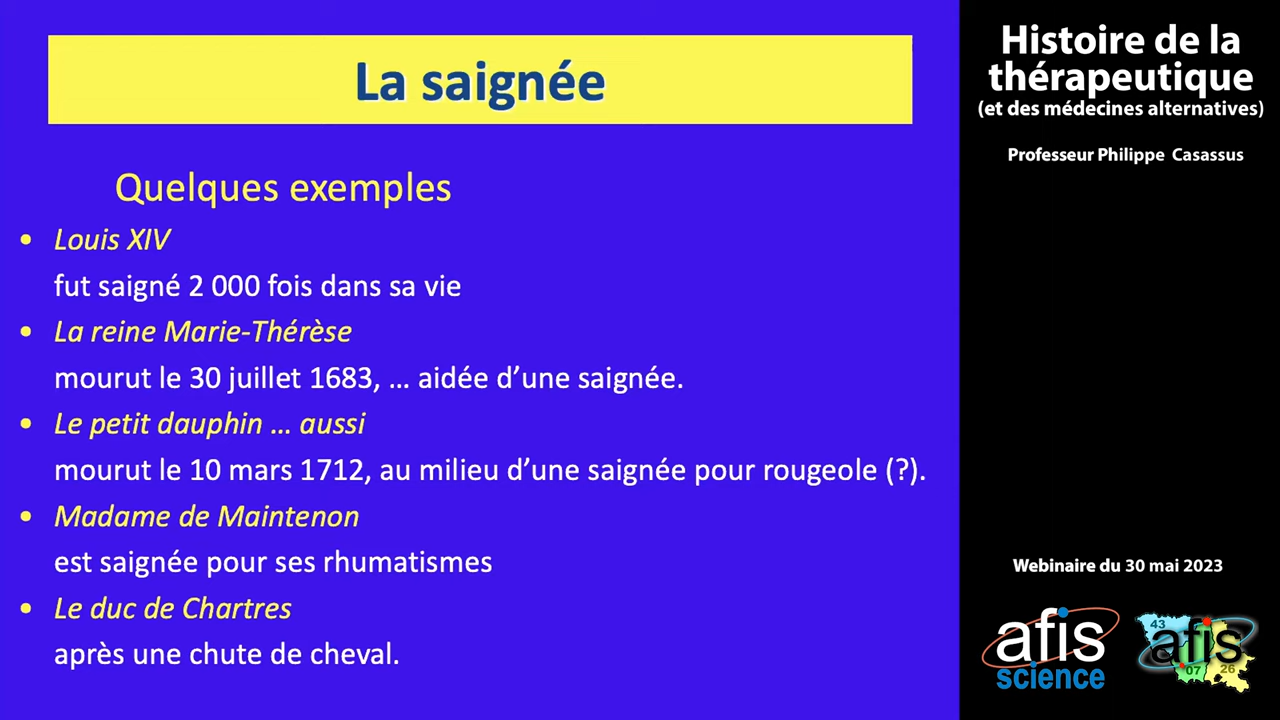 La saignée
Quelques exemples
• Louis XIV
fut saigné 2 000 fois dans sa vie
• La reine Marie-Thérèse
mourut le 30 juillet 1683, … aidée d’une saignée.
• Le petit dauphin … aussi
mourut le 10 mars 1712, au milieu d’une saignée pour rougeole (?).
• Madame de Maintenon
est saignée pour ses rhumatismes
• Le duc de Chartres
après une chute de cheval.
Histoire de la
thérapeutique
(et des médecines alternatives)
Professeur Philippe Casassus
Webinaire du 30 mai 2023
afis
science
43
afis
07
26